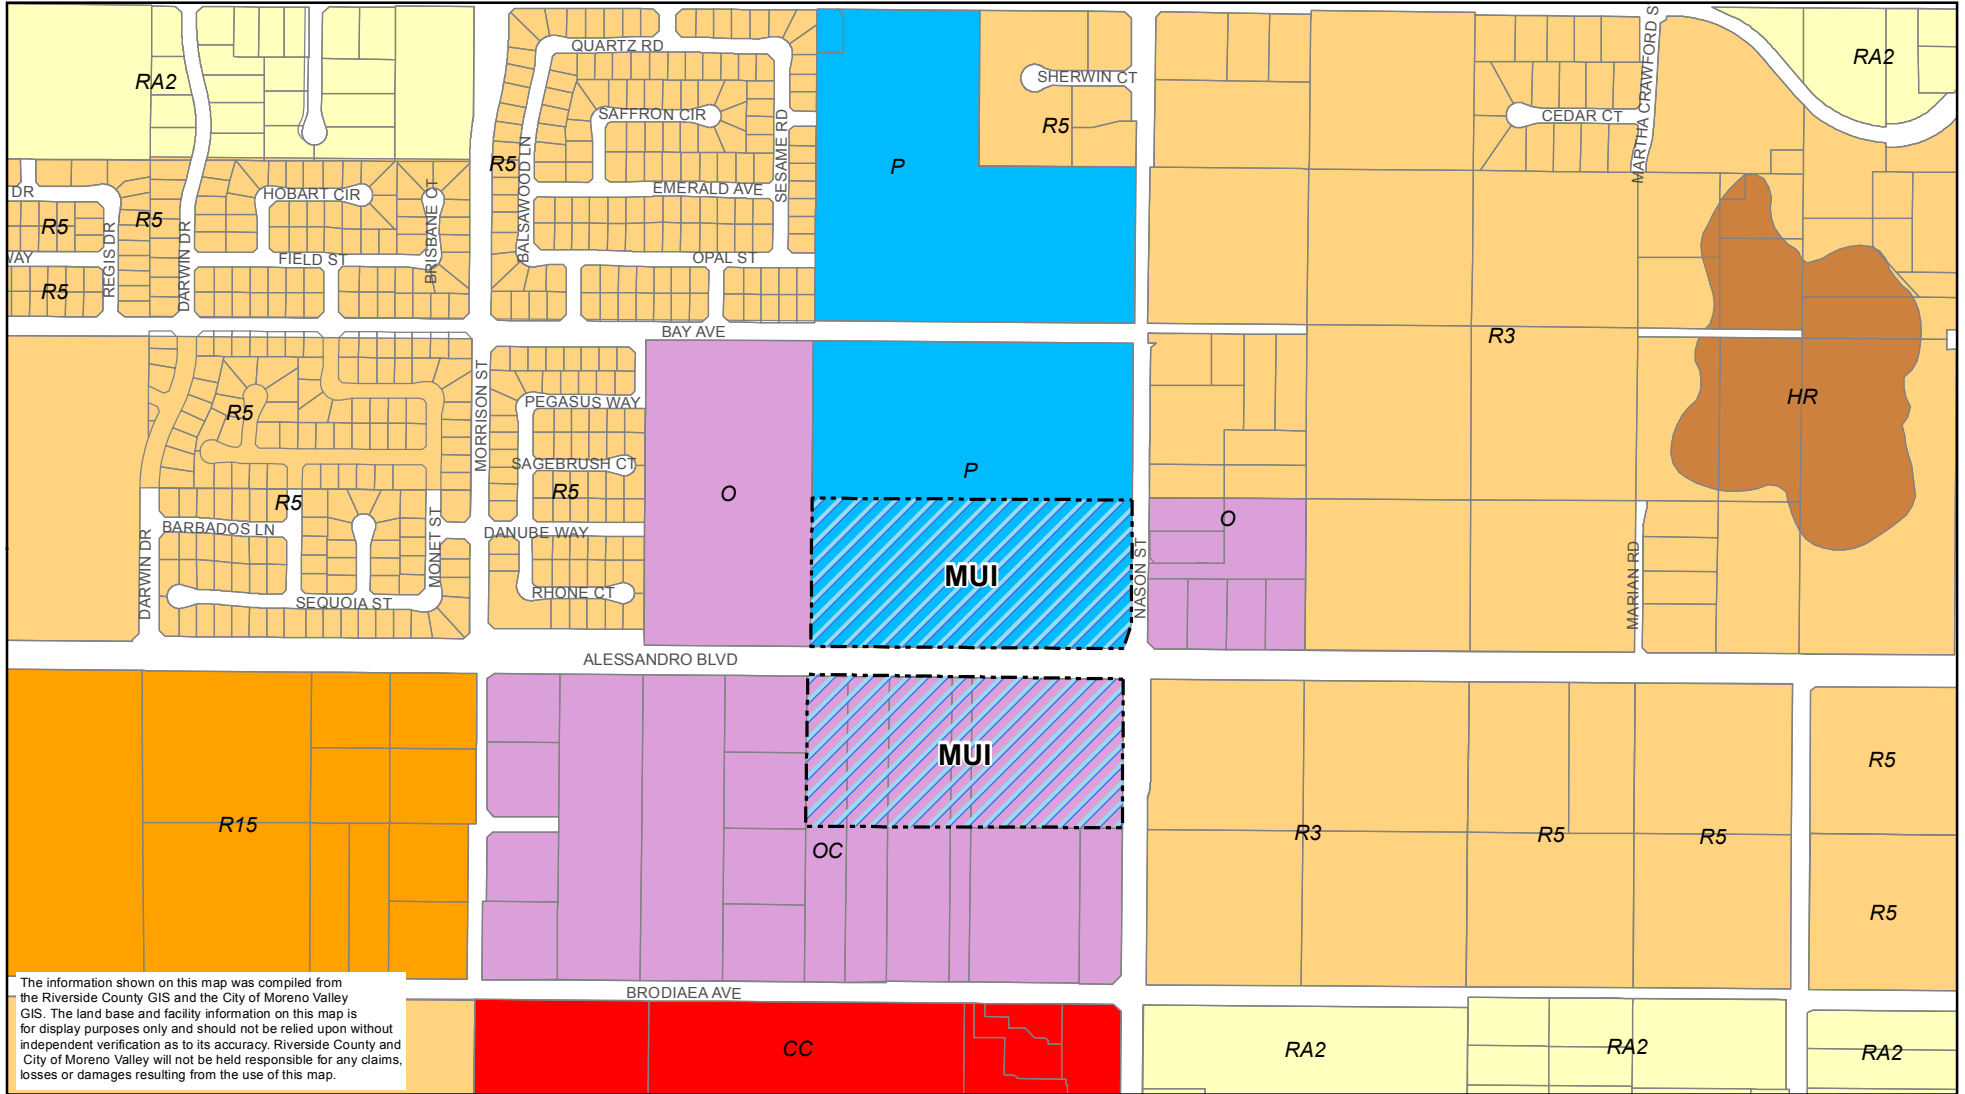 QUARTZ RD
MARTHA CRAWFORD S
RA2
RA2
SHERWIN CT
SAFFRON CIR
CEDAR CT
R5
R5
SESAME RD
BALSAWOOD LN
P
EMERALD AVE
DR
HOBART CIR
BRISBANE CT
R5
R5
REGIS DR
DARWIN DR
WAY
FIELD ST
OPAL ST
R5
BAY AVE
R3
MORRISON ST
PEGASUS WAY
HR
R5
SAGEBRUSH CT
P
R5
O
R5
O
BARBADOS LN
DANUBE WAY
MONET ST
DARWIN DR
MUI
NASON ST
MARIAN RD
RHONE CT
SEQUOIA ST
ALESSANDRO BLVD
MUI
R5
R15
R3
R5
R5
OC
R5
The information shown on this map was compiled from
the Riverside County GIS and the City of Moreno Valley
GIS. The land base and facility information on this map is
for display purposes only and should not be relied upon without
independent verification as to its accuracy. Riverside County and
City of Moreno Valley will not be held responsible for any claims,
losses or damages resulting from the use of this map.
BRODIAEA AVE
CC
RA2
RA2
RA2